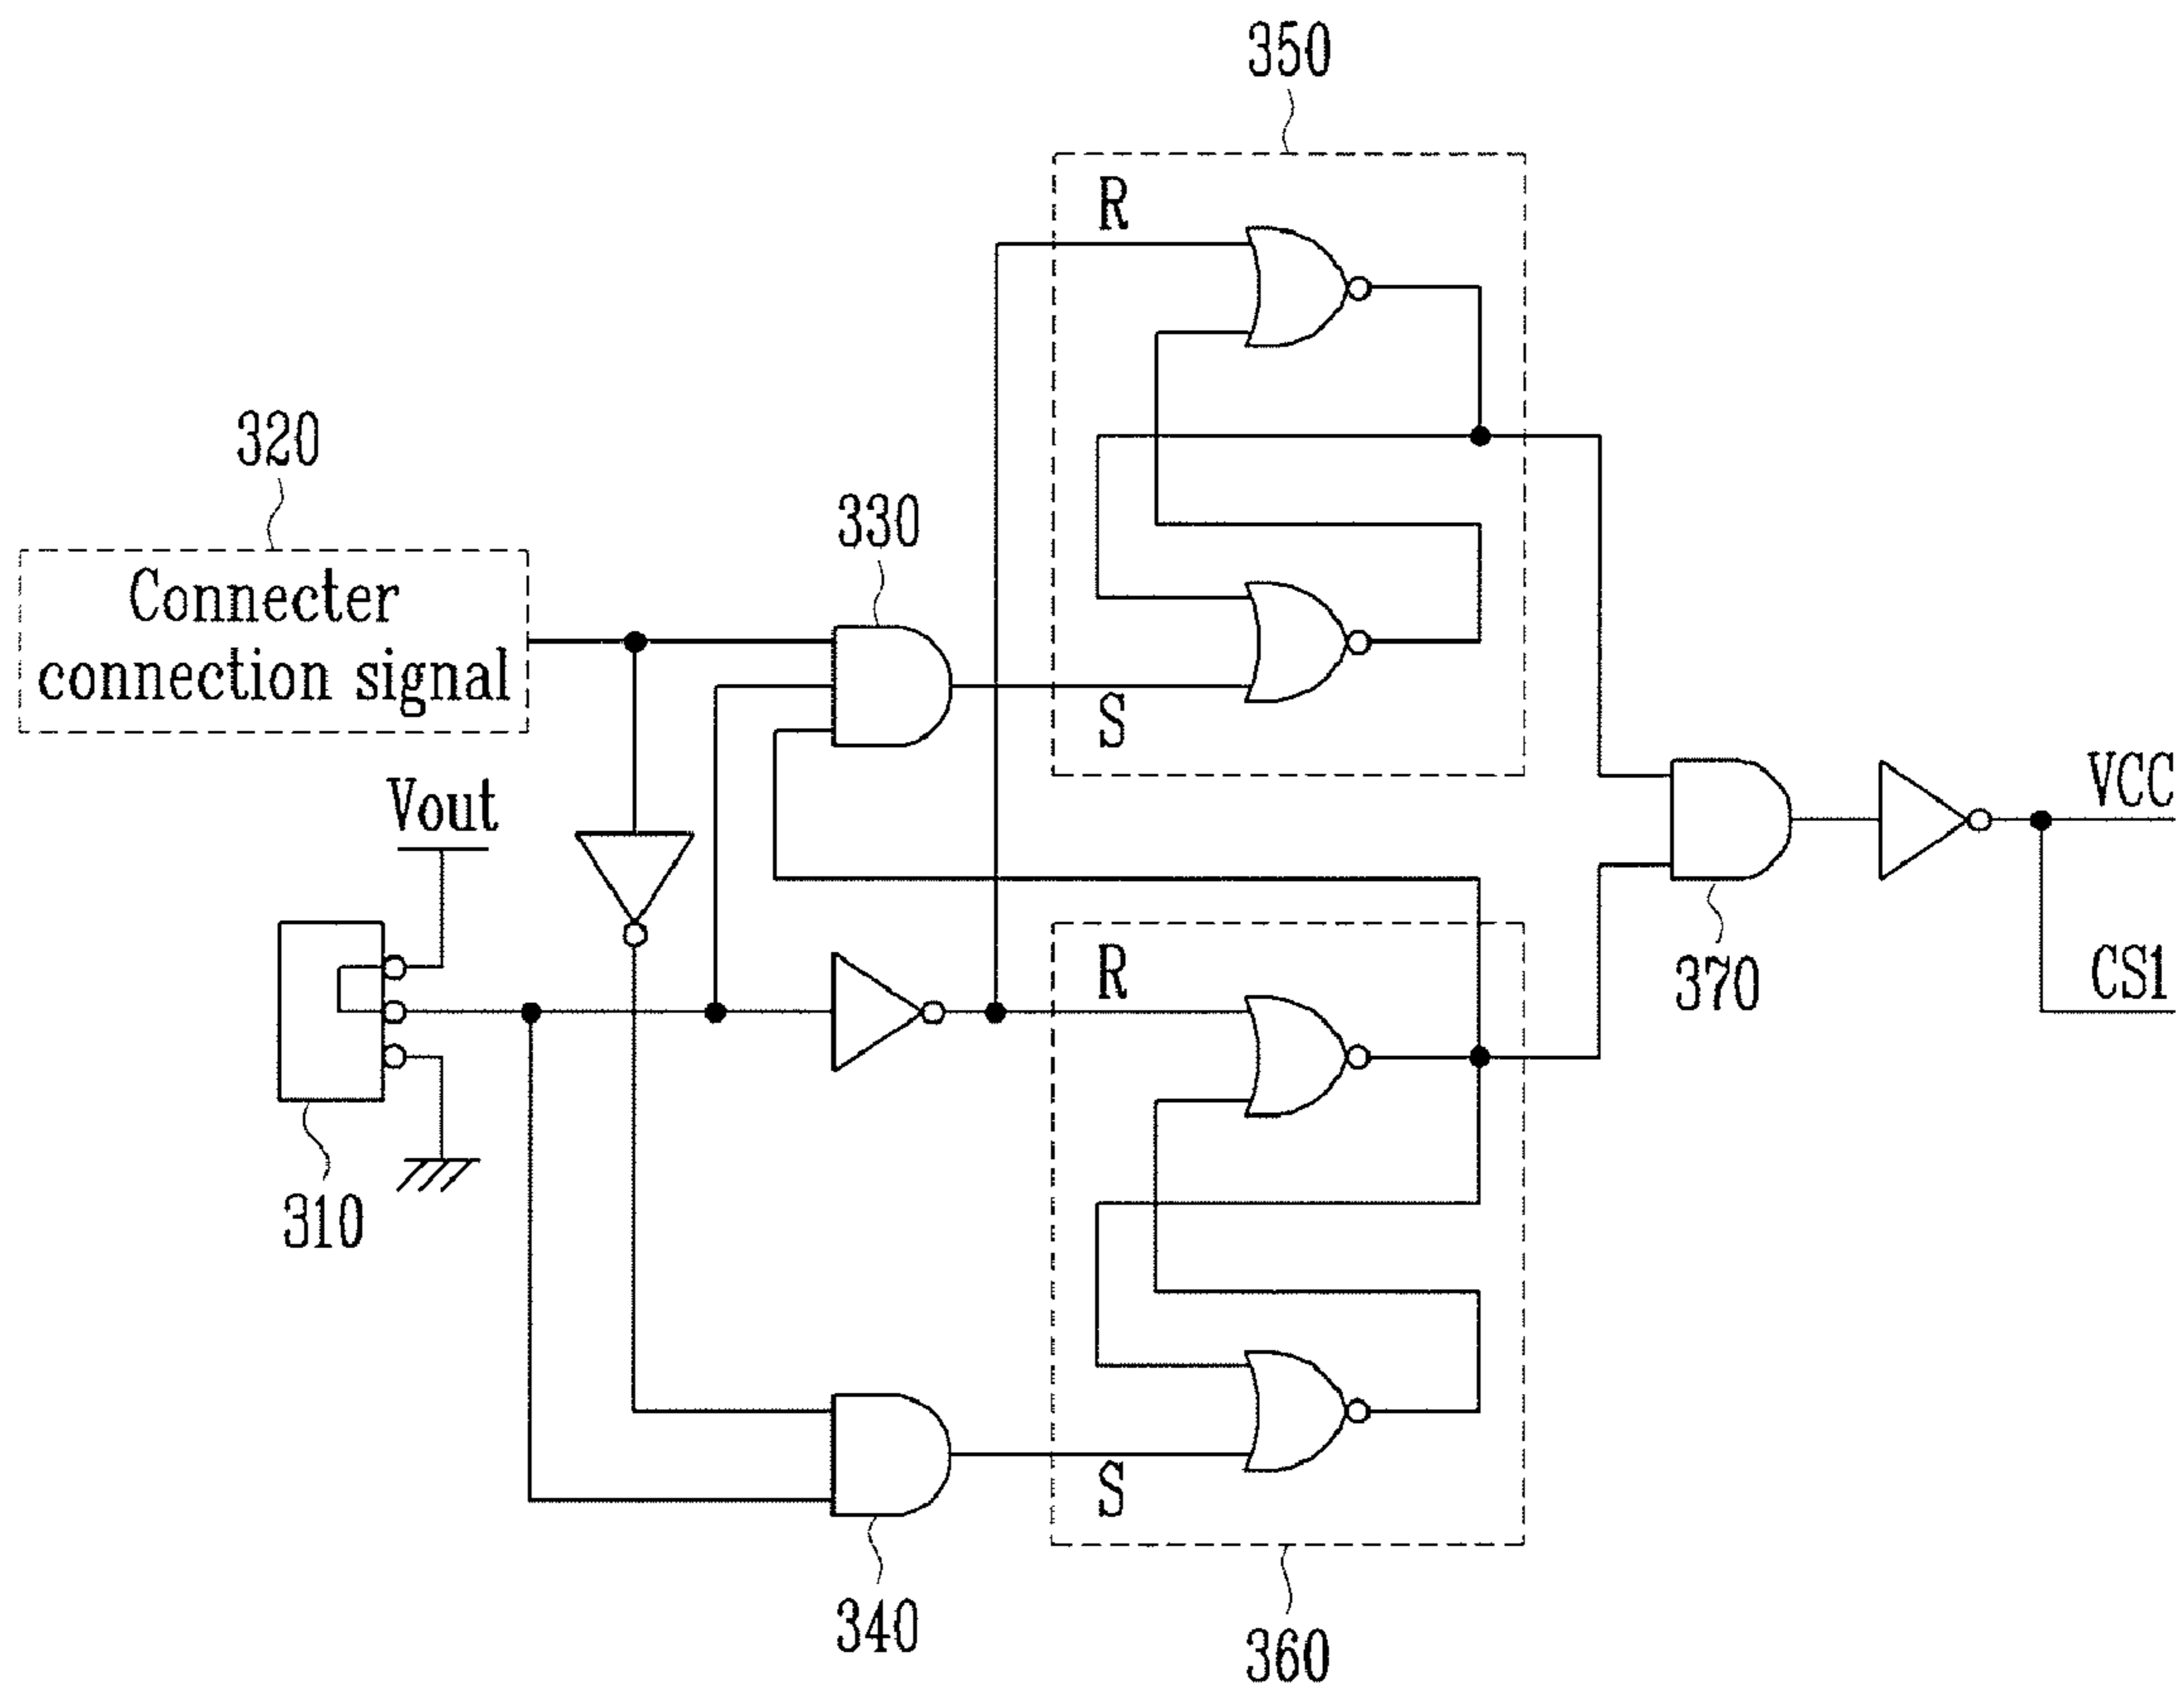 350
R
320
330
Connecter
connection signal
S
Vout
VCC
370
CS1
R
310
S
340
360